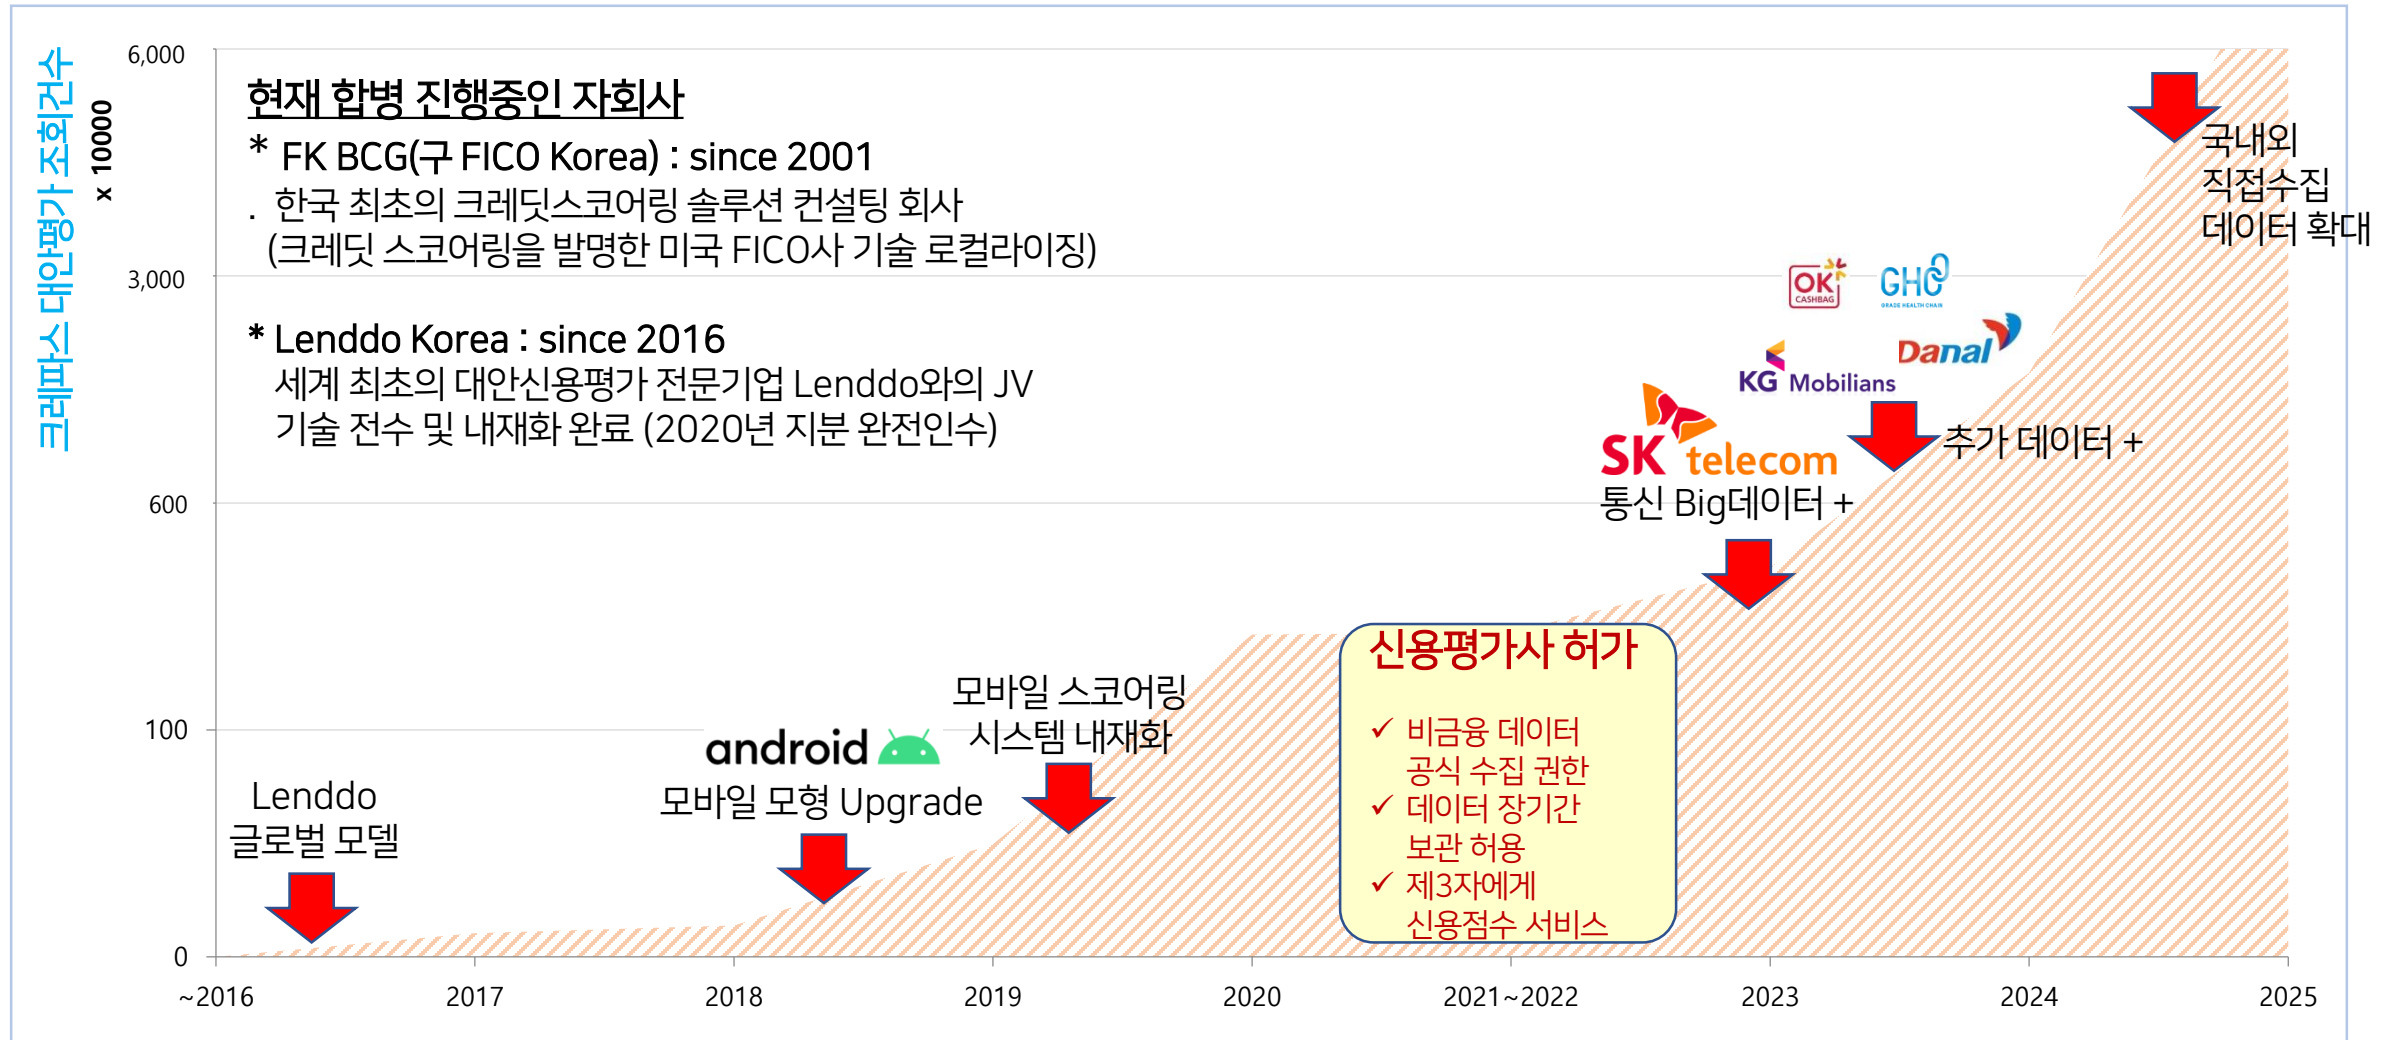 크레파스 대안평가 조회건수
x 10000
6,000
3,000
600
100
0
현재 합병 진행중인 자회사
* FK BCG(구 FICO Korea) : since 2001
. 한국 최초의 크레딧스코어링 솔루션 컨설팅 회사
(크레딧 스코어링을 발명한 미국 FICO사 기술 로컬라이징)
* Lenddo Korea : since 2016
세계 최초의 대안신용평가 전문기업 Lenddo와의 JV
기술 전수 및 내재화 완료 (2020년 지분 완전인수)
Lenddo
글로벌 모델
android
모바일 모형 Upgrade
모바일 스코어링
시스템 내재화
신용평가사 허가
✓ 비금융 데이터
공식 수집 권한
✓ 데이터 장기간
보관 허용
✓ 제3자에게
신용점수 서비스
SK telecom
통신 Big데이터 +
OK
CASHBAG
GHC
GRADE HEALTH CHAIN
KG Mobilians
Danal
추가 데이터 +
국내외
직접수집
데이터 확대
~2016
2017
2018
2019
2020
2021~2022
2023
2024
2025